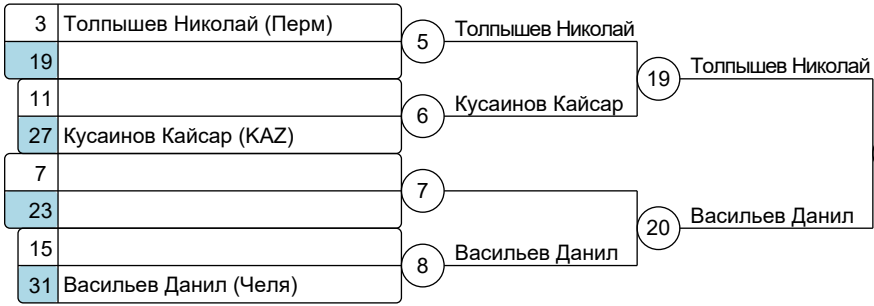 3 Толпышев Николай (Перм)
19
11
27 Кусаинов Кайсар (KAZ)
7
23
15
31 Васильев Данил (Челя)
5 Толпышев Николай
6 Кусаинов Кайсар
7
8 Васильев Данил
19 Толпышев Николай
20 Васильев Данил